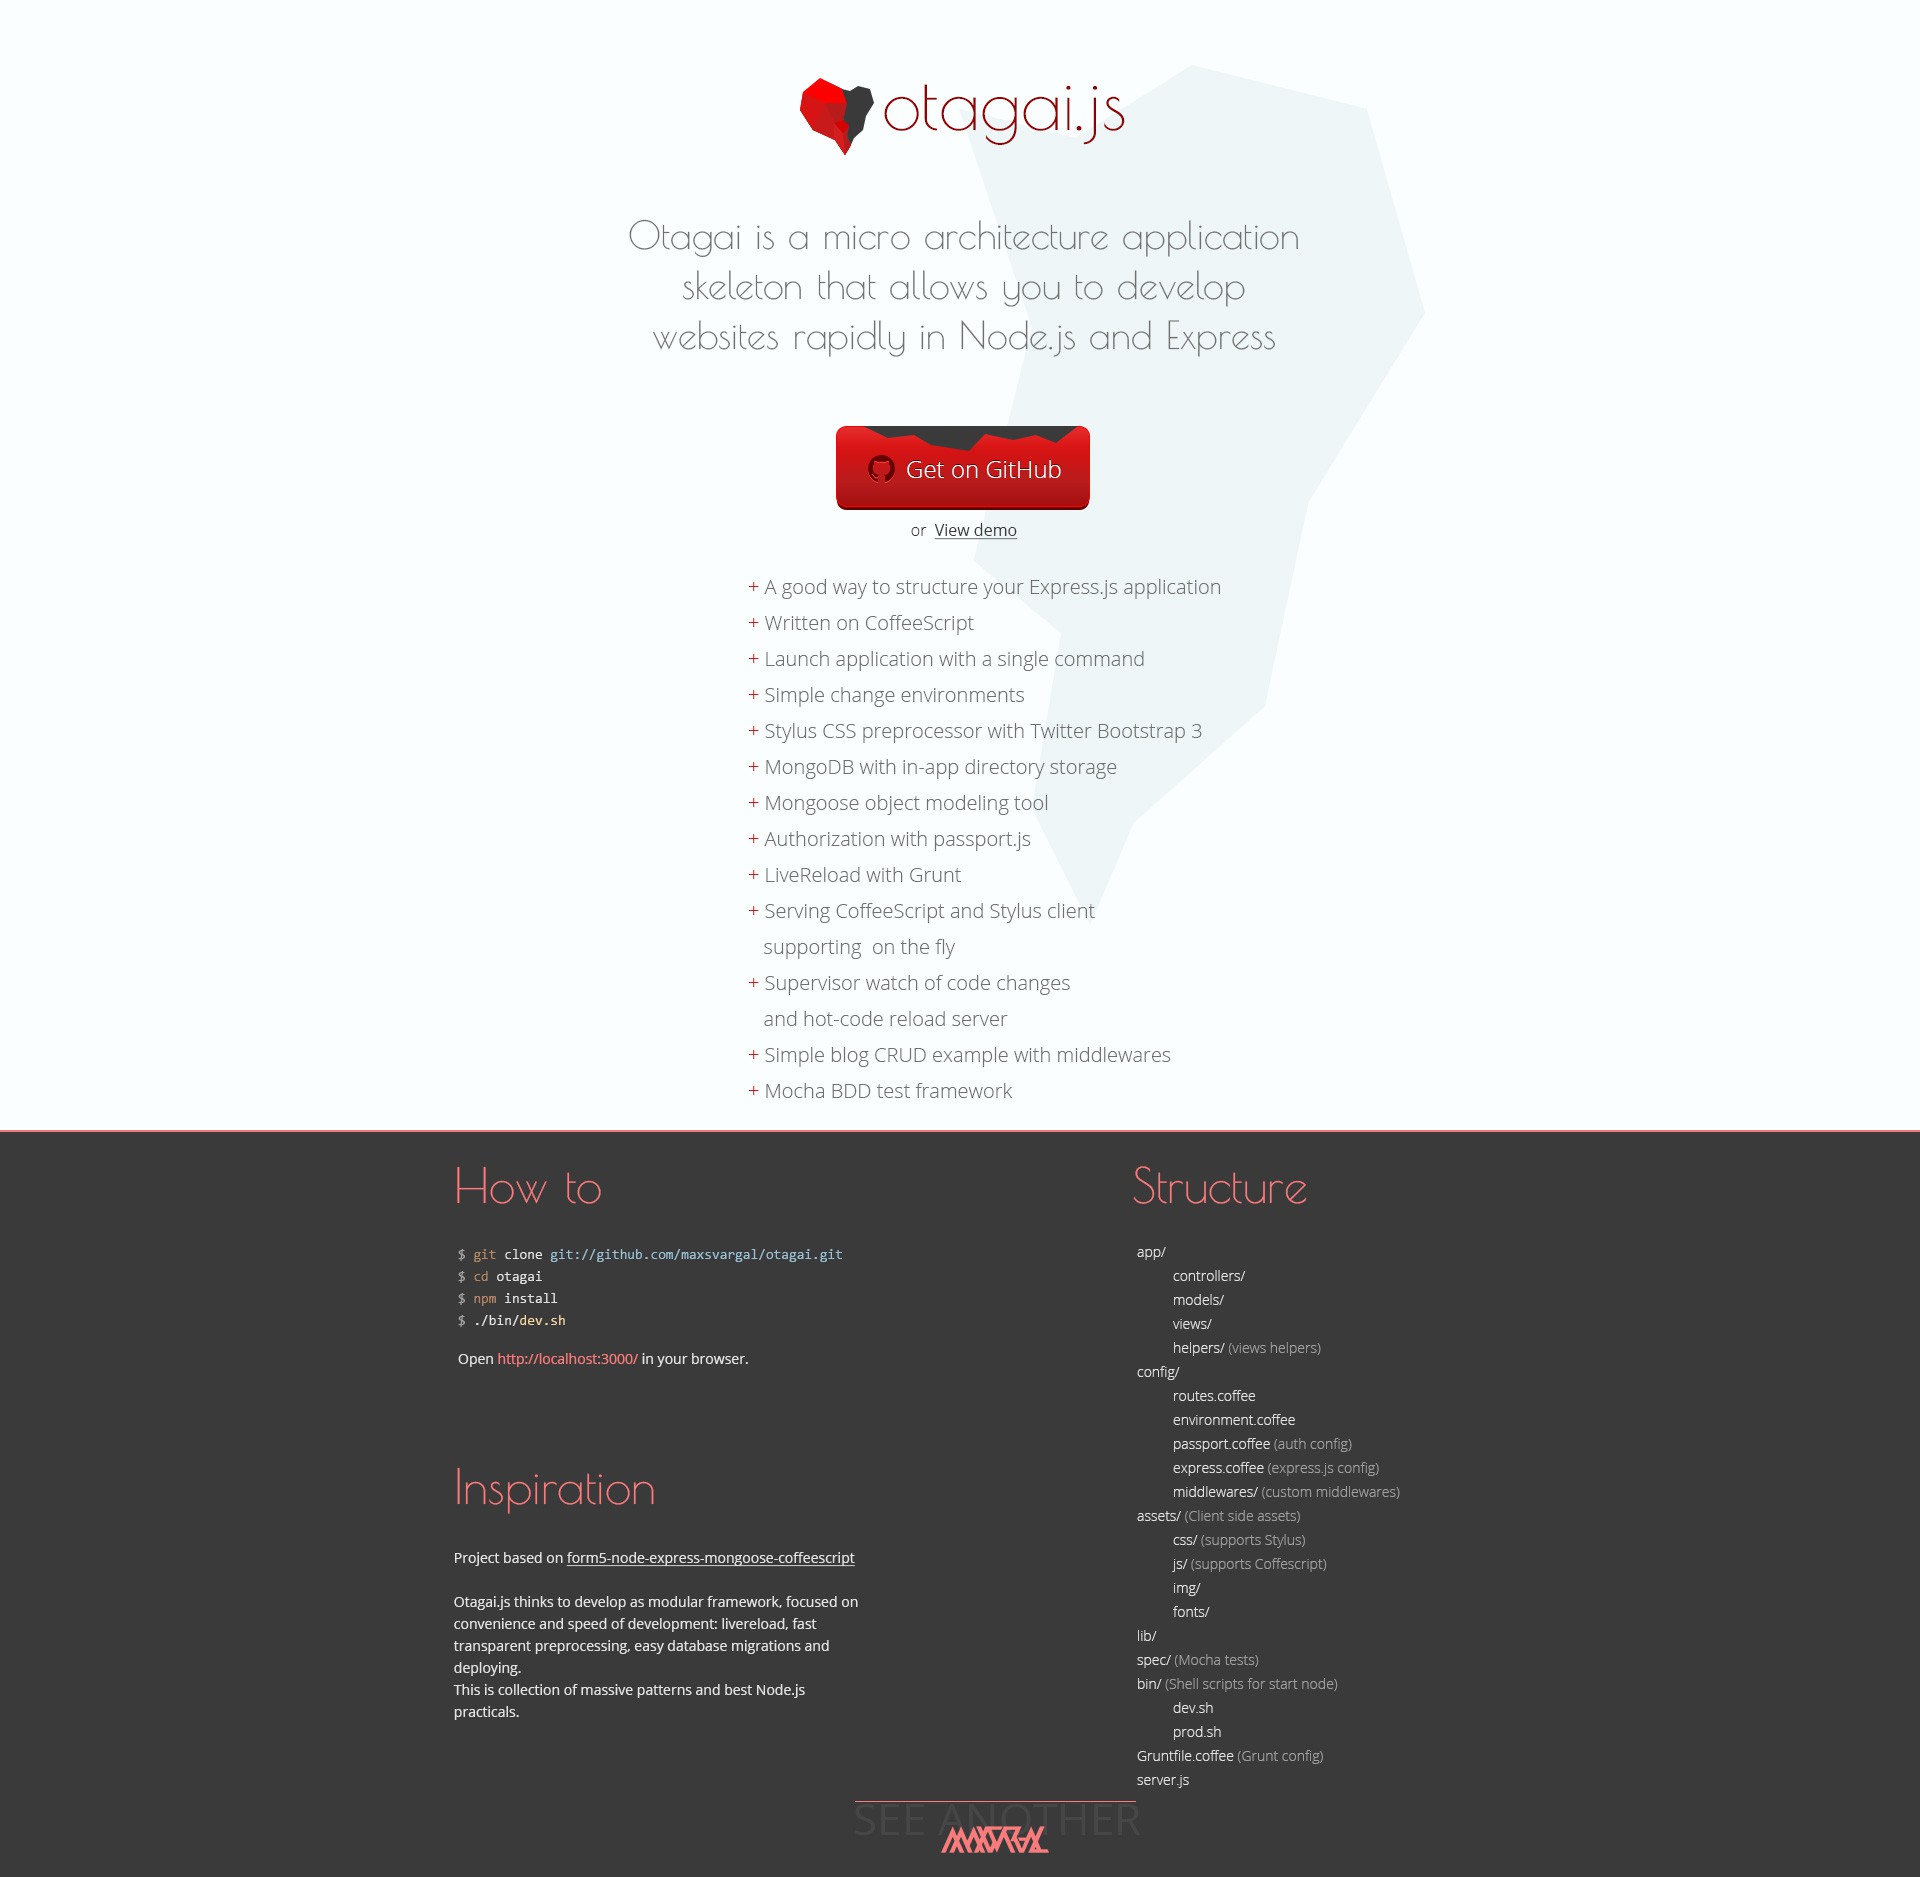 otagai.js
Otagai is a micro architecture application
skeleton that allows you to develop
websites rapidly in Node.js and Express
Get on GitHub
or View demo
+ A good way to structure your Express.js application
+ Written on CoffeeScript
+ Launch application with a single command
+ Simple change environments
+ Stylus CSS preprocessor with Twitter Bootstrap 3
+ MongoDB with in-app directory storage
+ Mongoose object modeling tool
+ Authorization with passport.js
+ LiveReload with Grunt
+ Serving CoffeeScript and Stylus client
supporting on the fly
+ Supervisor watch of code changes
and hot-code reload server
+ Simple blog CRUD example with middlewares
+ Mocha BDD test framework
How to
$ git clone git://github.com/maxsvargal/otagai.git
$ cd otagai
$ npm install
$ ./bin/dev.sh
Open http://localhost:3000/ in your browser.
Inspiration
Project based on form5-node-express-mongoose-coffeescript
Otagai.js thinks to develop as modular framework, focused on
convenience and speed of development: livereload, fast
transparent preprocessing, easy database migrations and
deploying.
This is collection of massive patterns and best Node.js
practicals.
Structure
app/
controllers/
models/
views/
helpers/ (views helpers)
config/
routes.coffee
environment.coffee
passport.coffee (auth config)
express.coffee (express.js config)
middlewares/ (custom middlewares)
assets/ (Client side assets)
css/ (supports Stylus)
js/ (supports Coffescript)
img/
fonts/
lib/
spec/ (Mocha tests)
bin/ (Shell scripts for start node)
dev.sh
prod.sh
Gruntfile.coffee (Grunt config)
server.js
SEE ANOTHER